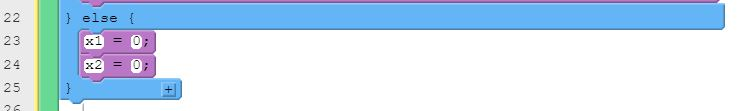 22 } else {
23 x1 = 0;
24 x2 = 0;
25 } +
26